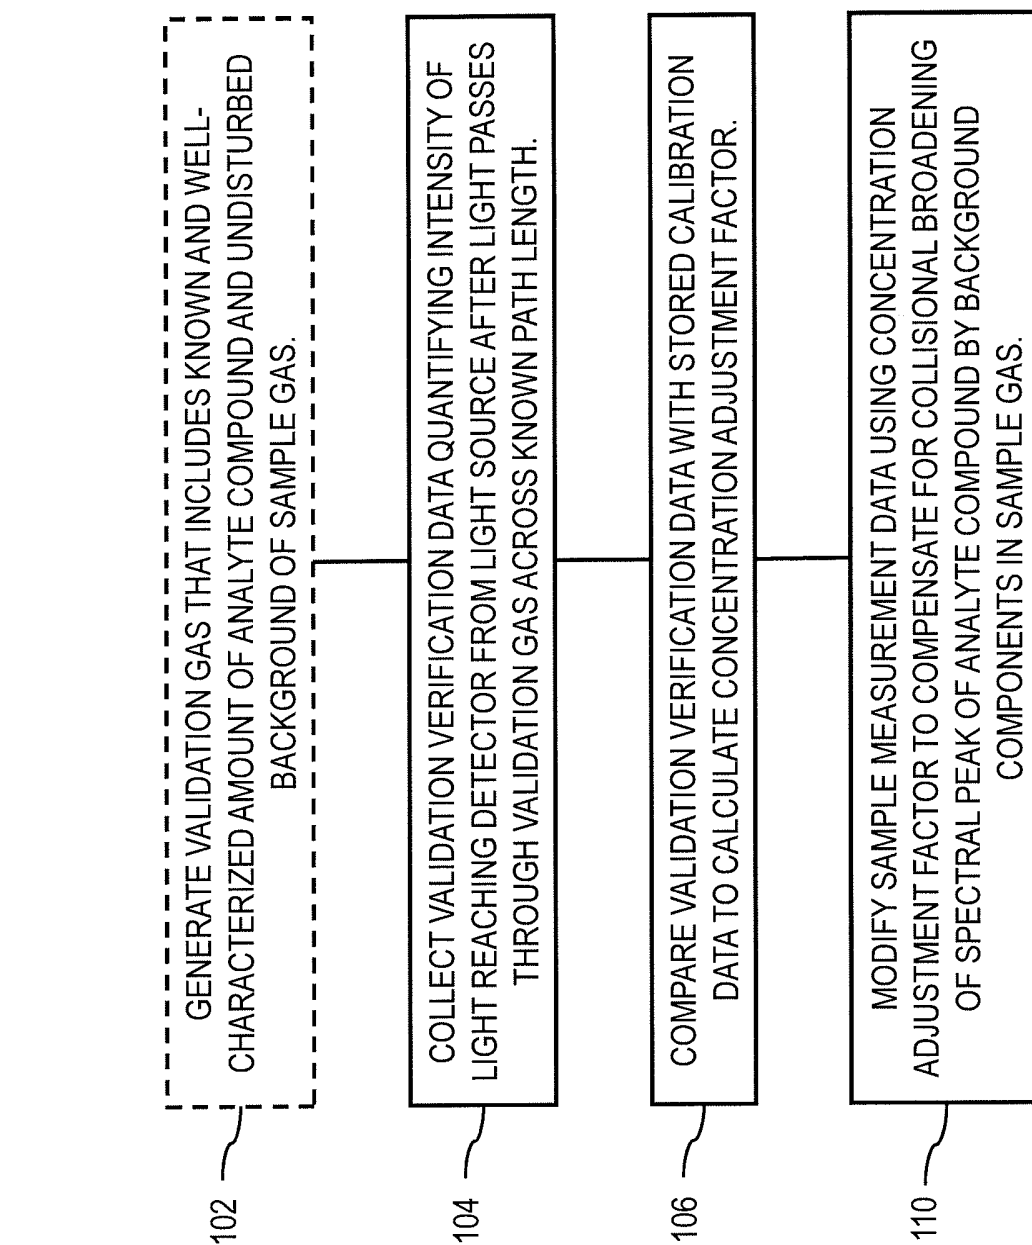 102
GENERATE VALIDATION GAS THAT INCLUDES KNOWN AND WELL-
CHARACTERIZED AMOUNT OF ANALYTE COMPOUND AND UNDISTURBED
BACKGROUND OF SAMPLE GAS.
104
COLLECT VALIDATION VERIFICATION DATA QUANTIFYING INTENSITY OF
LIGHT REACHING DETECTOR FROM LIGHT SOURCE AFTER LIGHT PASSES
THROUGH VALIDATION GAS ACROSS KNOWN PATH LENGTH.
106
COMPARE VALIDATION VERIFICATION DATA WITH STORED CALIBRATION
DATA TO CALCULATE CONCENTRATION ADJUSTMENT FACTOR.
110
MODIFY SAMPLE MEASUREMENT DATA USING CONCENTRATION
ADJUSTMENT FACTOR TO COMPENSATE FOR COLLISIONAL BROADENING
OF SPECTRAL PEAK OF ANALYTE COMPOUND BY BACKGROUND
COMPONENTS IN SAMPLE GAS.